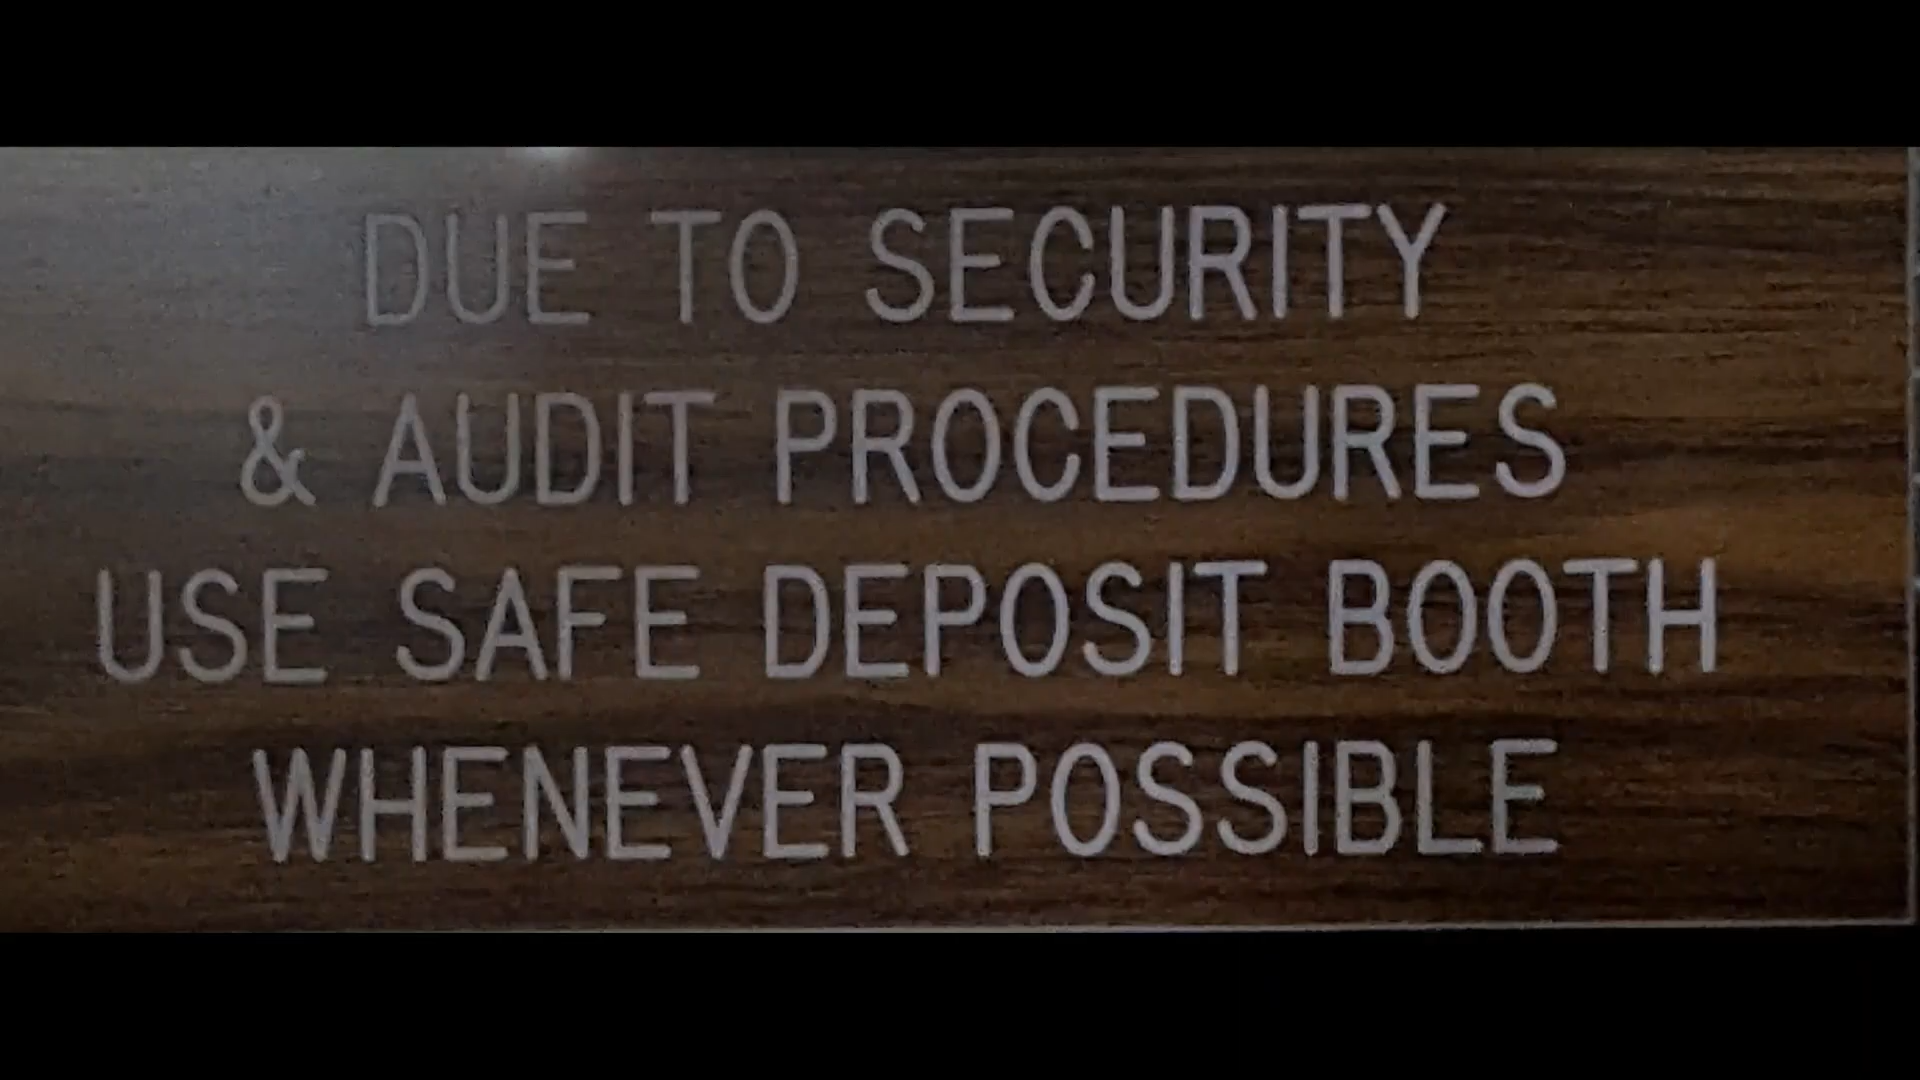 DUE TO SECURITY
& AUDIT PROCEDURES
USE SAFE DEPOSIT BOOTH
WHENEVER POSSIBLE